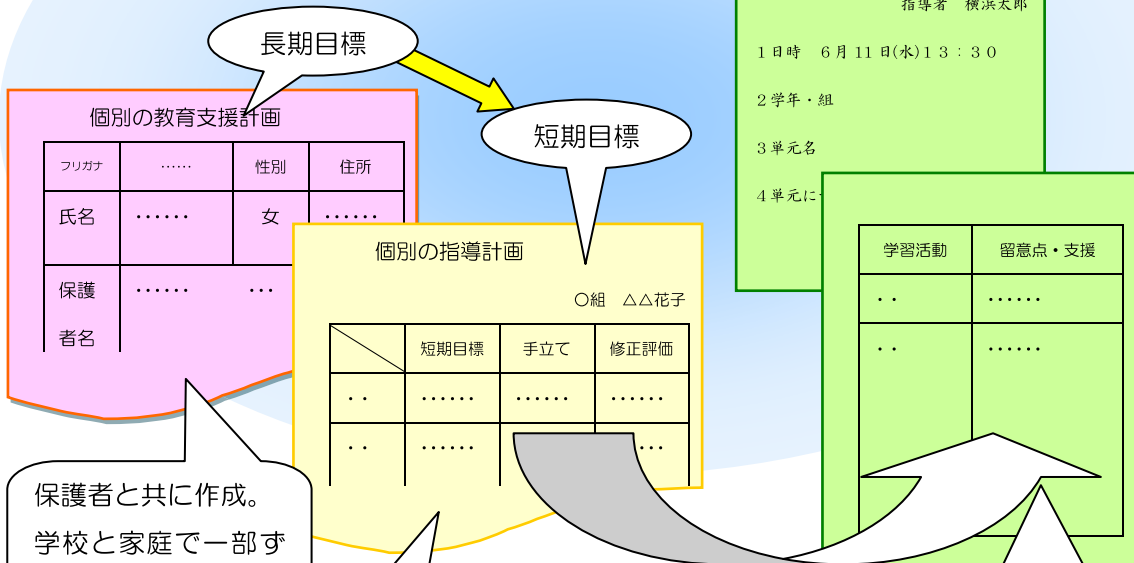 長期目標
個別の教育支援計画
フリガナ …… 性別 住所
氏名 …… 女 ……
保護 …… …
者名
保護者と共に作成。
学校と家庭で一部ず
短期目標
個別の指導計画
〇組 △△花子
短期目標 手立て 修正評価
‥ …… …… ……
‥ ……
指導者 横浜太郎
1日時 6月11日(水)13:30
2学年・組
3単元名
4単元に
学習活動 留意点・支援
‥ ……
‥ ……